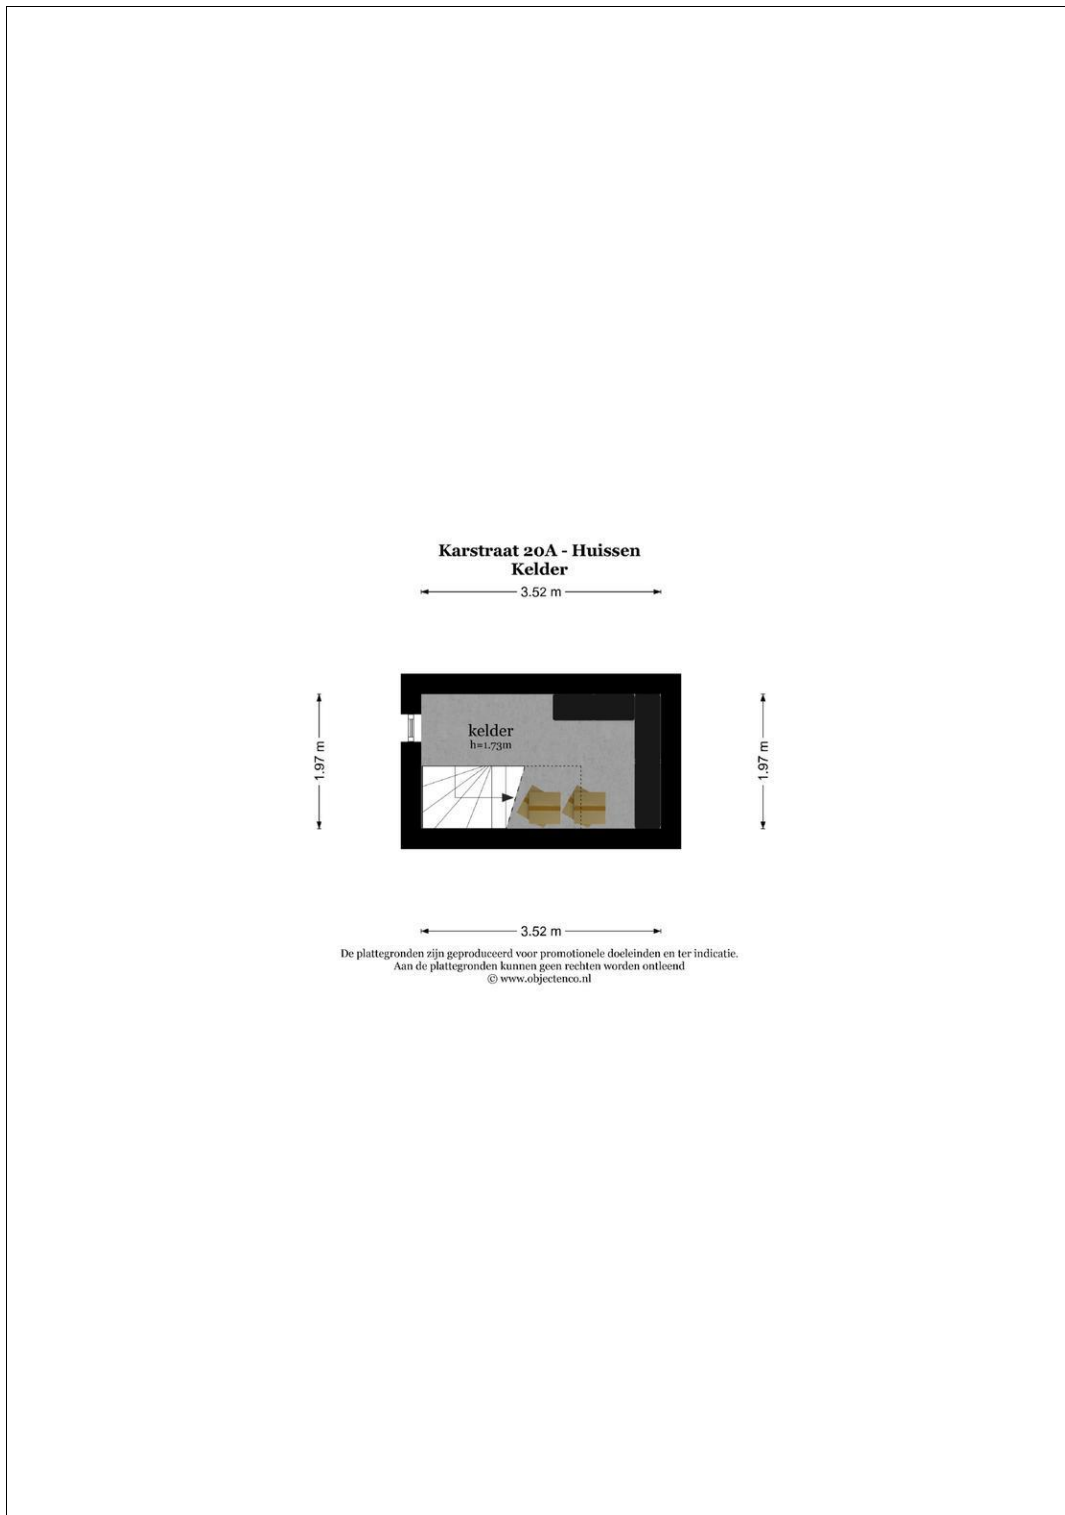 Karstraat 20A - Huissen
Kelder
3.52 m
1.97 m
kelder
h=1.73m
1.97 m
3.52 m
De plattegronden zijn geproduceerd voor promotionele doeleinden en ter indicatie.
Aan de plattegronden kunnen geen rechten worden ontleend
© www.objectenco.nl